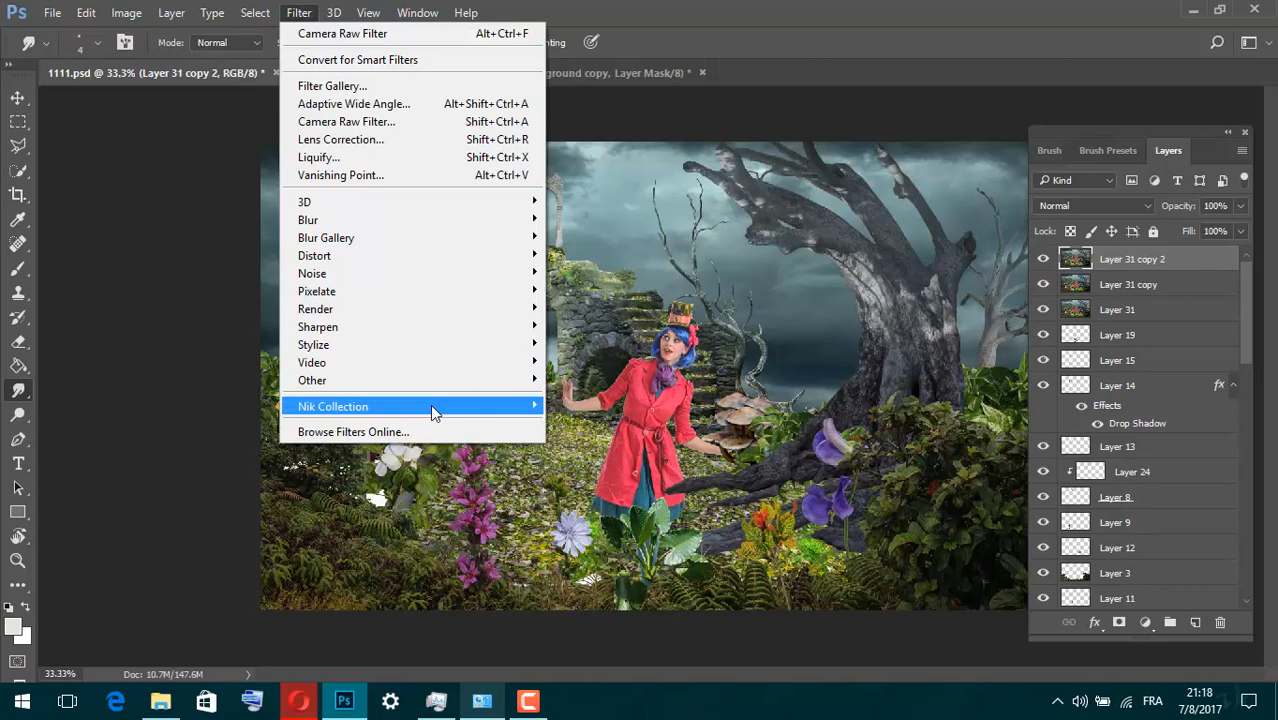 Ps File Edit Image Layer Type Select Filter 3D View Window Help
4 Mode: Normal
1111.psd @ 33.3% (Layer 31 copy 2, RGB/8) * ground copy, Layer Mask/8) *
Camera Raw Filter Alt+Ctrl+F
Convert for Smart Filters
Filter Gallery...
Adaptive Wide Angle... Alt+Shift+Ctrl+A
Camera Raw Filter... Shift+Ctrl+A
Lens Correction... Shift+Ctrl+R
Liquify... Shift+Ctrl+X
Vanishing Point... Alt+Ctrl+V
3D
Blur
Blur Gallery
Distort
Noise
Pixelate
Render
Sharpen
Stylize
Video
Other
Nik Collection
Browse Filters Online...
Brush Brush Presets Layers
Kind
Normal Opacity: 100%
Lock: Fill: 100%
Layer 31 copy 2
Layer 31 copy
Layer 31
Layer 19
Layer 15
Layer 14 fx
Effects
Drop Shadow
Layer 13
Layer 24
Layer 8
Layer 9
Layer 12
Layer 3
Layer 11
fx
33.33% Doc: 10.7M/147.6M
Ps FRA 21:18
7/8/2017